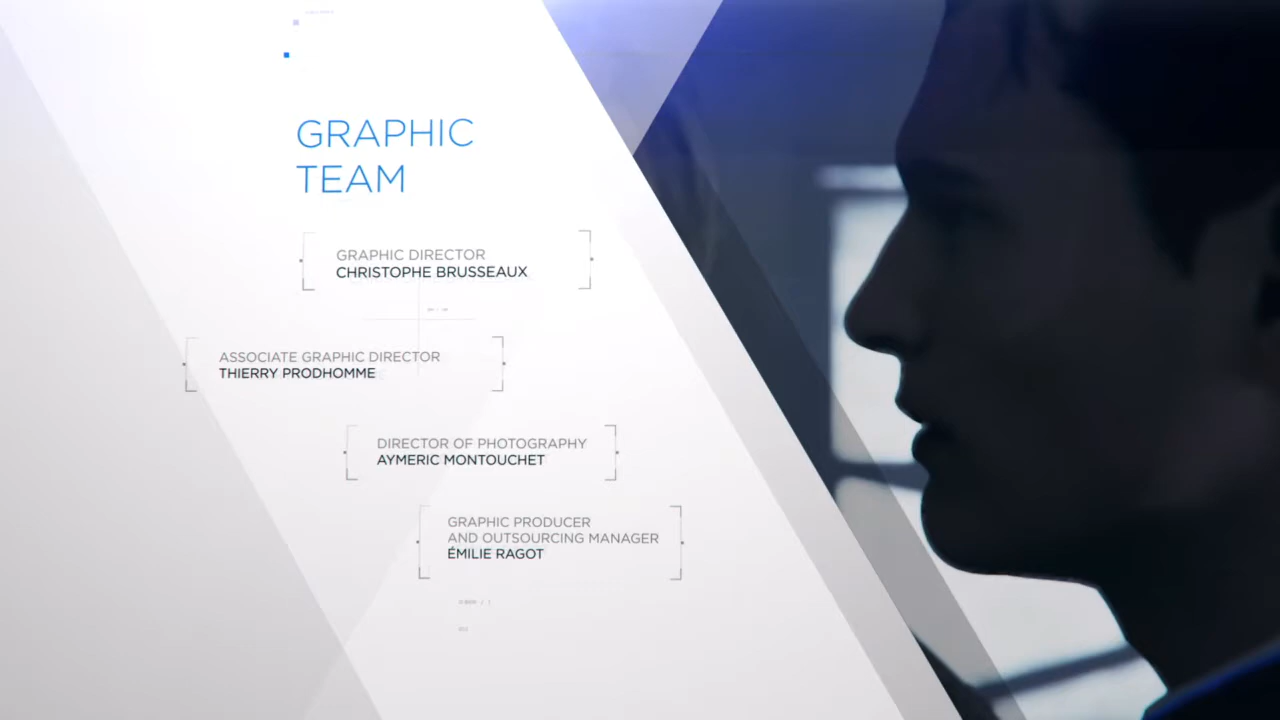 GRAPHIC
TEAM
GRAPHIC DIRECTOR
CHRISTOPHE BRUSSEAUX
ASSOCIATE GRAPHIC DIRECTOR
THIERRY PRODHOMME
DIRECTOR OF PHOTOGRAPHY
AYMERIC MONTOUCHET
GRAPHIC PRODUCER
AND OUTSOURCING MANAGER
ÉMILIE RAGOT